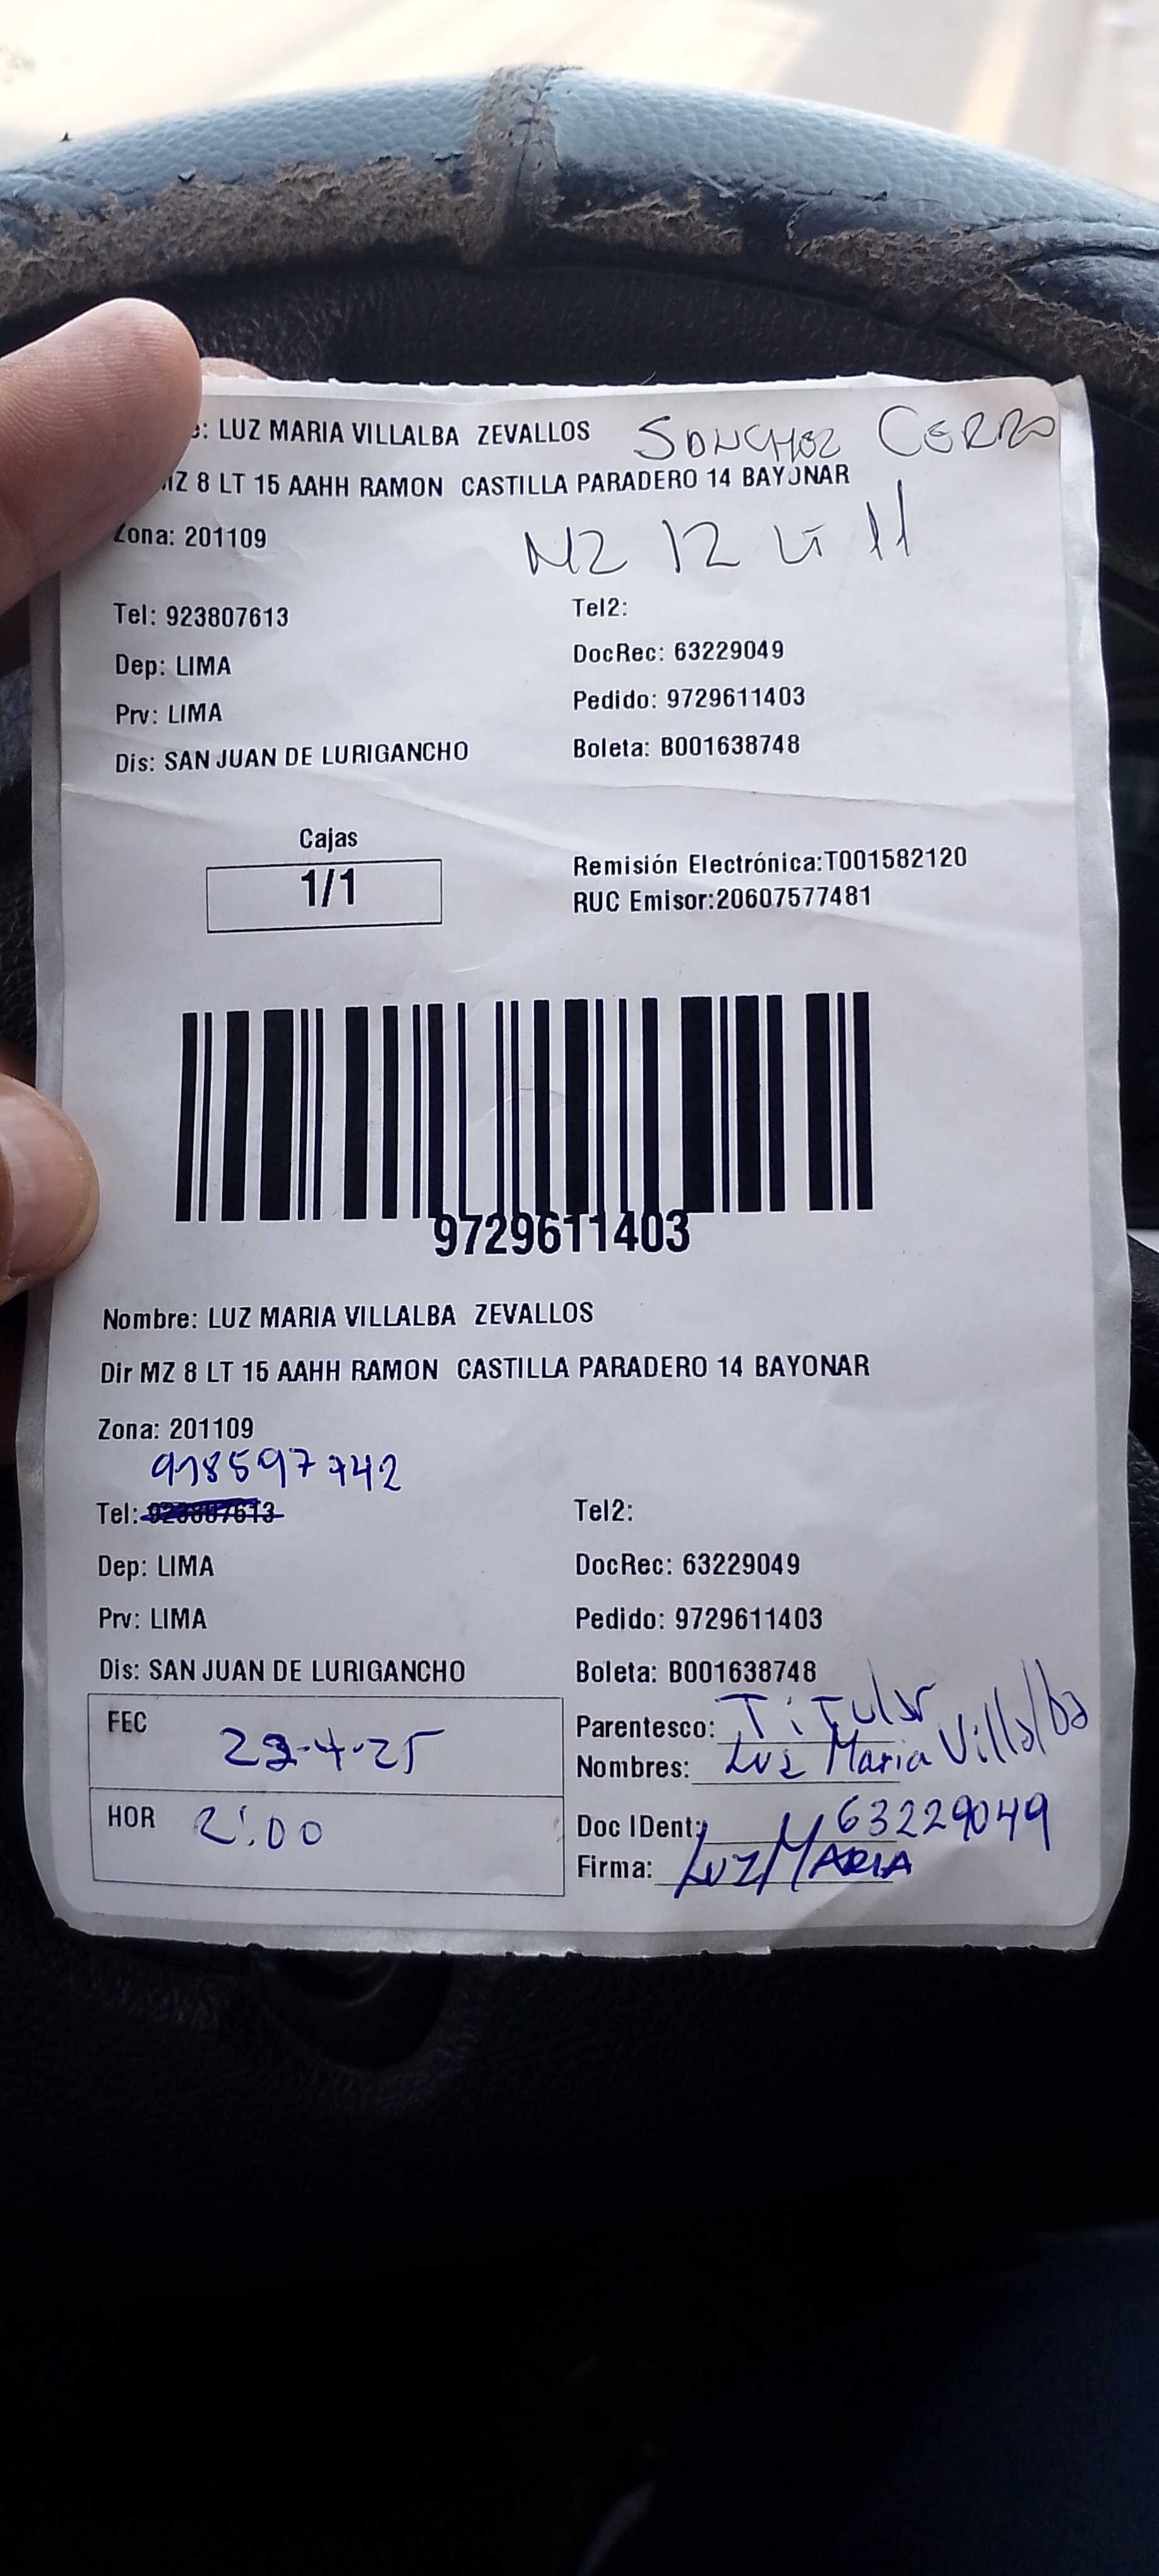 : LUZ MARIA VILLALBA ZEVALLOS SANCHEZ CERRO
MZ 8 LT 15 AAHH RAMON CASTILLA PARADERO 14 BAYONAR
Zona: 201109 MZ 12 LT 11
Tel: 923807613 Tel2:
Dep: LIMA DocRec: 63229049
Prv: LIMA Pedido: 9729611403
Dis: SAN JUAN DE LURIGANCHO Boleta: B001638748
Cajas
1/1
Remisión Electrónica:T001582120
RUC Emisor:20607577481
9729611403
Nombre: LUZ MARIA VILLALBA ZEVALLOS
Dir MZ 8 LT 15 AAHH RAMON CASTILLA PARADERO 14 BAYONAR
Zona: 201109
918597742
Tel: 923807613 Tel2:
Dep: LIMA DocRec: 63229049
Prv: LIMA Pedido: 9729611403
Dis: SAN JUAN DE LURIGANCHO Boleta: B001638748
FEC
HOR 2:00
Parentesco: Titular
Nombres: Luz Maria Villalba
Doc IDent: 63229049
Firma: LUZ MARIA